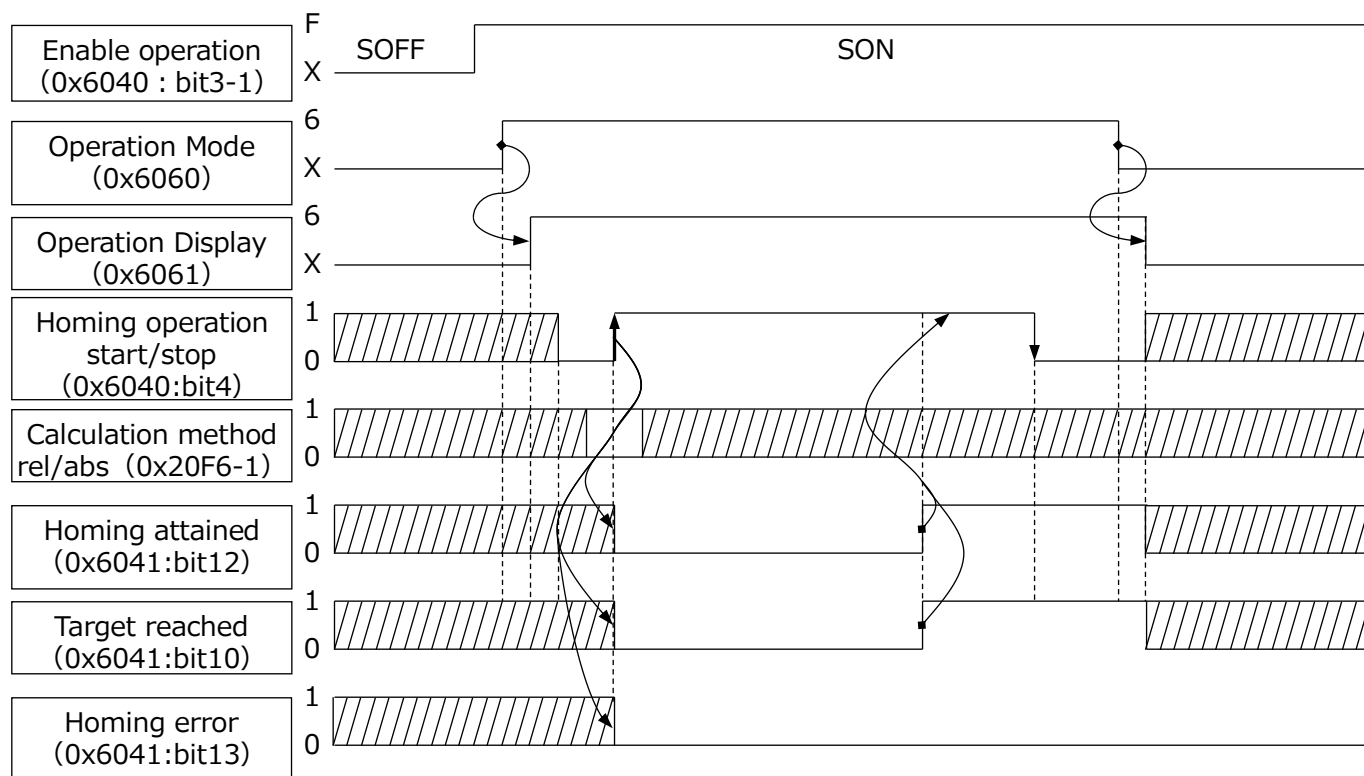 F
SOFF
SON
Enable operation
（0x6040：bit3-1）
X
6
Operation Mode
（0x6060）
X
6
Operation Display
（0x6061）
X
1
Homing operation
start/stop
（0x6040:bit4）
0
1
Calculation method
rel/abs（0x20F6-1）
0
1
Homing attained
（0x6041:bit12）
0
1
Target reached
（0x6041:bit10）
0
1
Homing error
（0x6041:bit13）
0